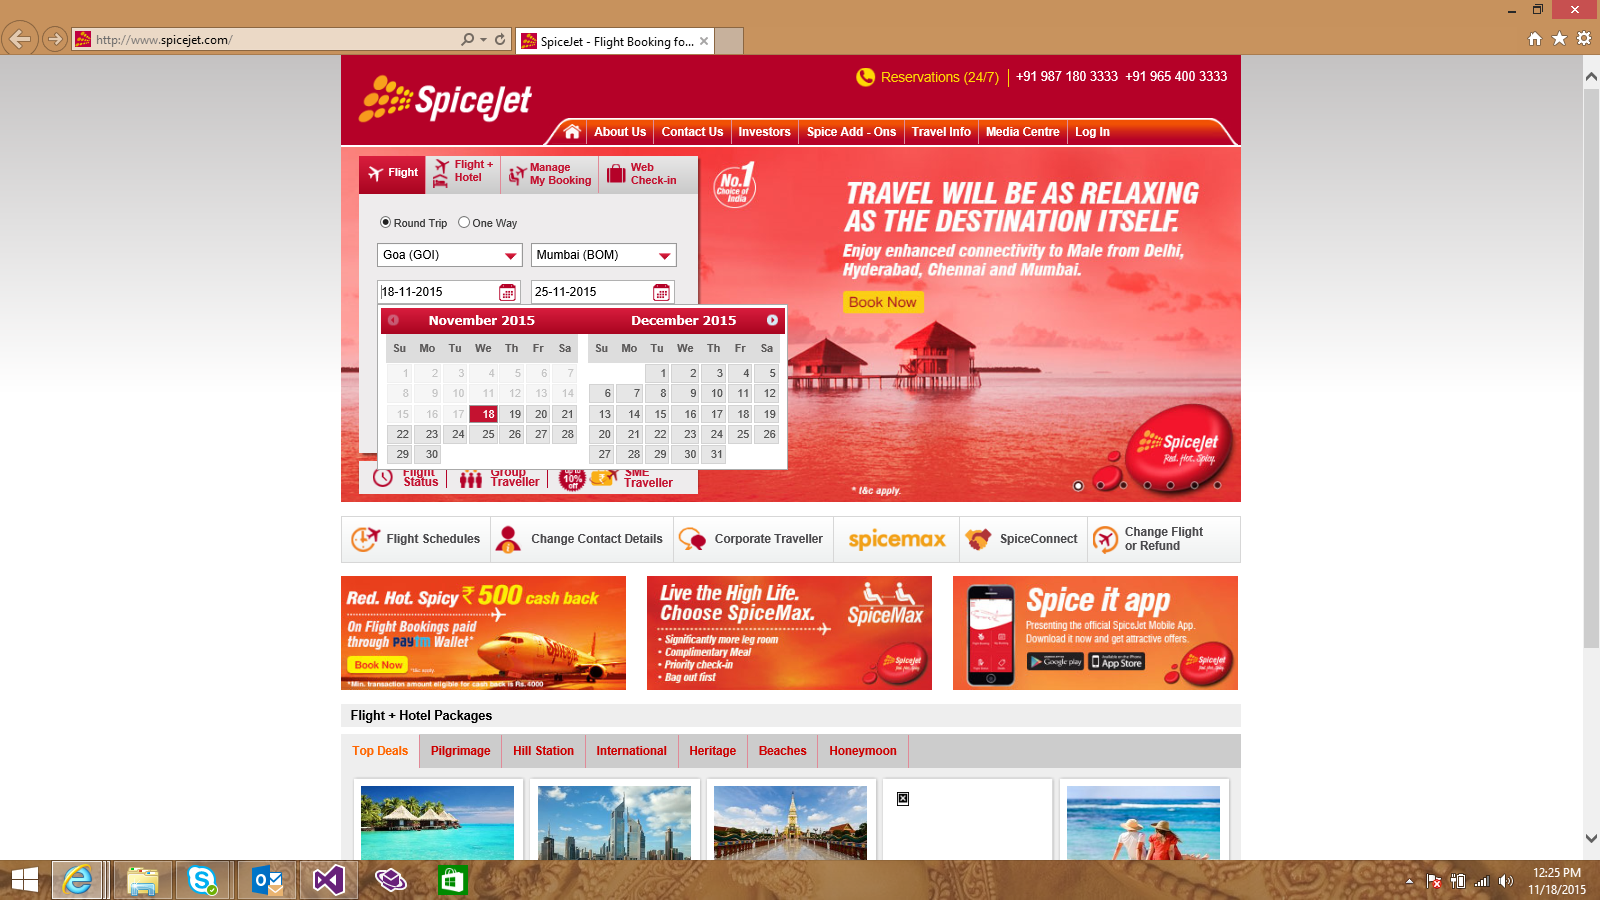 http://www.spicejet.com/
SpiceJet - Flight Booking fo...
SpiceJet
Reservations (24/7)
+91 987 180 3333 +91 965 400 3333
About Us
Contact Us
Investors
Spice Add - Ons
Travel Info
Media Centre
Log In
Flight
Flight +
Hotel
Manage
My Booking
Web
Check-in
Round Trip
One Way
Goa (GOI)
Mumbai (BOM)
18-11-2015
25-11-2015
November 2015
December 2015
Su Mo Tu We Th Fr Sa
Su Mo Tu We Th Fr Sa
1 2 3 4 5 6 7
1 2 3 4 5
8 9 10 11 12 13 14
6 7 8 9 10 11 12
15 16 17 18 19 20 21
13 14 15 16 17 18 19
22 23 24 25 26 27 28
20 21 22 23 24 25 26
29 30
27 28 29 30 31
Flight
Status
Group
Traveller
10%
off
SME
Traveller
No.1
Choice of
India
TRAVEL WILL BE AS RELAXING
AS THE DESTINATION ITSELF.
Enjoy enhanced connectivity to Male from Delhi,
Hyderabad, Chennai and Mumbai.
Book Now
SpiceJet
Red. Hot. Spicy.
* t&c apply.
Flight Schedules
Change Contact Details
Corporate Traveller
spicemax
SpiceConnect
Change Flight
or Refund
Red. Hot. Spicy ₹ 500 cash back
On Flight Bookings paid
through paytm Wallet*
Book Now
*t&c apply
*Min. transaction amount eligible for cash back is Rs. 4000
Live the High Life.
Choose SpiceMax.
• Significantly more leg room
• Complimentary Meal
• Priority check-in
• Bag out first
SpiceMax
SpiceJet
Spice it app
Presenting the official SpiceJet Mobile App.
Download it now and get attractive offers.
Google play
Available on the iPhone
App Store
SpiceJet
Flight + Hotel Packages
Top Deals
Pilgrimage
Hill Station
International
Heritage
Beaches
Honeymoon
12:25 PM
11/18/2015